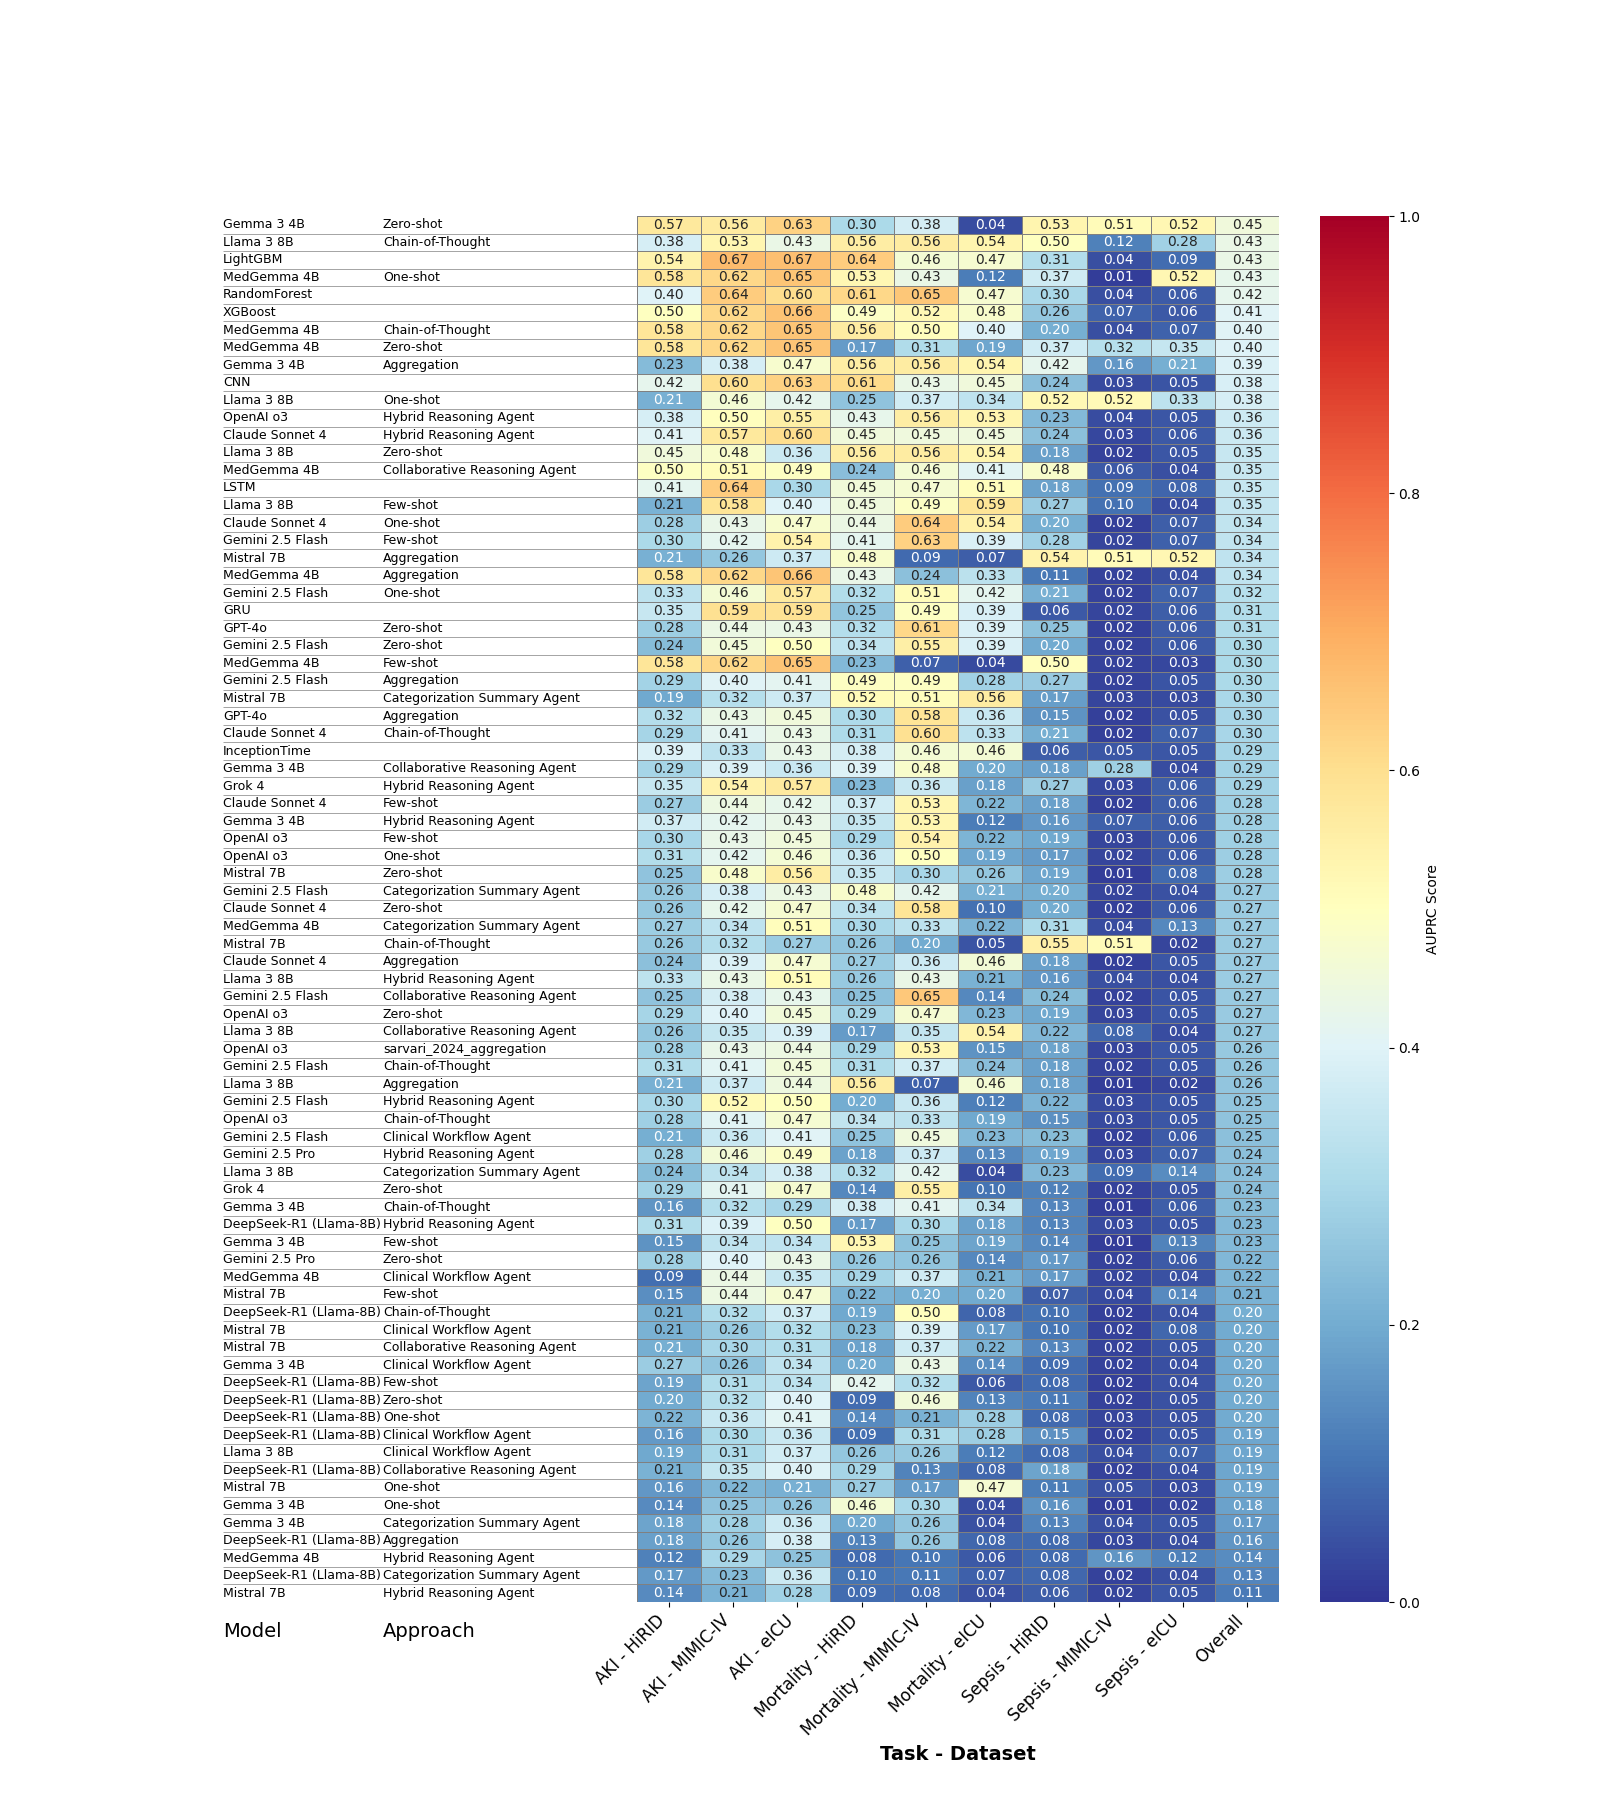 Gemma 3 4B Zero-shot 0.57 0.56 0.63 0.30 0.38 0.04 0.53 0.51 0.52 0.45
Llama 3 8B Chain-of-Thought 0.38 0.53 0.43 0.56 0.56 0.54 0.50 0.12 0.28 0.43
LightGBM 0.54 0.67 0.67 0.64 0.46 0.47 0.31 0.04 0.09 0.43
MedGemma 4B One-shot 0.58 0.62 0.65 0.53 0.43 0.12 0.37 0.01 0.52 0.43
RandomForest 0.40 0.64 0.60 0.61 0.65 0.47 0.30 0.04 0.06 0.42
XGBoost 0.50 0.62 0.66 0.49 0.52 0.48 0.26 0.07 0.06 0.41
MedGemma 4B Chain-of-Thought 0.58 0.62 0.65 0.56 0.50 0.40 0.20 0.04 0.07 0.40
MedGemma 4B Zero-shot 0.58 0.62 0.65 0.17 0.31 0.19 0.37 0.32 0.35 0.40
Gemma 3 4B Aggregation 0.23 0.38 0.47 0.56 0.56 0.54 0.42 0.16 0.21 0.39
CNN 0.42 0.60 0.63 0.61 0.43 0.45 0.24 0.03 0.05 0.38
Llama 3 8B One-shot 0.21 0.46 0.42 0.25 0.37 0.34 0.52 0.52 0.33 0.38
OpenAI o3 Hybrid Reasoning Agent 0.38 0.50 0.55 0.43 0.56 0.53 0.23 0.04 0.05 0.36
Claude Sonnet 4 Hybrid Reasoning Agent 0.41 0.57 0.60 0.45 0.45 0.45 0.24 0.03 0.06 0.36
Llama 3 8B Zero-shot 0.45 0.48 0.36 0.56 0.56 0.54 0.18 0.02 0.05 0.35
MedGemma 4B Collaborative Reasoning Agent 0.50 0.51 0.49 0.24 0.46 0.41 0.48 0.06 0.04 0.35
LSTM 0.41 0.64 0.30 0.45 0.47 0.51 0.18 0.09 0.08 0.35
Llama 3 8B Few-shot 0.21 0.58 0.40 0.45 0.49 0.59 0.27 0.10 0.04 0.35
Claude Sonnet 4 One-shot 0.28 0.43 0.47 0.44 0.64 0.54 0.20 0.02 0.07 0.34
Gemini 2.5 Flash Few-shot 0.30 0.42 0.54 0.41 0.63 0.39 0.28 0.02 0.07 0.34
Mistral 7B Aggregation 0.21 0.26 0.37 0.48 0.09 0.07 0.54 0.51 0.52 0.34
MedGemma 4B Aggregation 0.58 0.62 0.66 0.43 0.24 0.33 0.11 0.02 0.04 0.34
Gemini 2.5 Flash One-shot 0.33 0.46 0.57 0.32 0.51 0.42 0.21 0.02 0.07 0.32
GRU 0.35 0.59 0.59 0.25 0.49 0.39 0.06 0.02 0.06 0.31
GPT-4o Zero-shot 0.28 0.44 0.43 0.32 0.61 0.39 0.25 0.02 0.06 0.31
Gemini 2.5 Flash Zero-shot 0.24 0.45 0.50 0.34 0.55 0.39 0.20 0.02 0.06 0.30
MedGemma 4B Few-shot 0.58 0.62 0.65 0.23 0.07 0.04 0.50 0.02 0.03 0.30
Gemini 2.5 Flash Aggregation 0.29 0.40 0.41 0.49 0.49 0.28 0.27 0.02 0.05 0.30
Mistral 7B Categorization Summary Agent 0.19 0.32 0.37 0.52 0.51 0.56 0.17 0.03 0.03 0.30
GPT-4o Aggregation 0.32 0.43 0.45 0.30 0.58 0.36 0.15 0.02 0.05 0.30
Claude Sonnet 4 Chain-of-Thought 0.29 0.41 0.43 0.31 0.60 0.33 0.21 0.02 0.07 0.30
InceptionTime 0.39 0.33 0.43 0.38 0.46 0.46 0.06 0.05 0.05 0.29
Gemma 3 4B Collaborative Reasoning Agent 0.29 0.39 0.36 0.39 0.48 0.20 0.18 0.28 0.04 0.29
Grok 4 Hybrid Reasoning Agent 0.35 0.54 0.57 0.23 0.36 0.18 0.27 0.03 0.06 0.29
Claude Sonnet 4 Few-shot 0.27 0.44 0.42 0.37 0.53 0.22 0.18 0.02 0.06 0.28
Gemma 3 4B Hybrid Reasoning Agent 0.37 0.42 0.43 0.35 0.53 0.12 0.16 0.07 0.06 0.28
OpenAI o3 Few-shot 0.30 0.43 0.45 0.29 0.54 0.22 0.19 0.03 0.06 0.28
OpenAI o3 One-shot 0.31 0.42 0.46 0.36 0.50 0.19 0.17 0.02 0.06 0.28
Mistral 7B Zero-shot 0.25 0.48 0.56 0.35 0.30 0.26 0.19 0.01 0.08 0.28
Gemini 2.5 Flash Categorization Summary Agent 0.26 0.38 0.43 0.48 0.42 0.21 0.20 0.02 0.04 0.27
Claude Sonnet 4 Zero-shot 0.26 0.42 0.47 0.34 0.58 0.10 0.20 0.02 0.06 0.27
MedGemma 4B Categorization Summary Agent 0.27 0.34 0.51 0.30 0.33 0.22 0.31 0.04 0.13 0.27
Mistral 7B Chain-of-Thought 0.26 0.32 0.27 0.26 0.20 0.05 0.55 0.51 0.02 0.27
Claude Sonnet 4 Aggregation 0.24 0.39 0.47 0.27 0.36 0.46 0.18 0.02 0.05 0.27
Llama 3 8B Hybrid Reasoning Agent 0.33 0.43 0.51 0.26 0.43 0.21 0.16 0.04 0.04 0.27
Gemini 2.5 Flash Collaborative Reasoning Agent 0.25 0.38 0.43 0.25 0.65 0.14 0.24 0.02 0.05 0.27
OpenAI o3 Zero-shot 0.29 0.40 0.45 0.29 0.47 0.23 0.19 0.03 0.05 0.27
Llama 3 8B Collaborative Reasoning Agent 0.26 0.35 0.39 0.17 0.35 0.54 0.22 0.08 0.04 0.27
OpenAI o3 sarvari_2024_aggregation 0.28 0.43 0.44 0.29 0.53 0.15 0.18 0.03 0.05 0.26
Gemini 2.5 Flash Chain-of-Thought 0.31 0.41 0.45 0.31 0.37 0.24 0.18 0.02 0.05 0.26
Llama 3 8B Aggregation 0.21 0.37 0.44 0.56 0.07 0.46 0.18 0.01 0.02 0.26
Gemini 2.5 Flash Hybrid Reasoning Agent 0.30 0.52 0.50 0.20 0.36 0.12 0.22 0.03 0.05 0.25
OpenAI o3 Chain-of-Thought 0.28 0.41 0.47 0.34 0.33 0.19 0.15 0.03 0.05 0.25
Gemini 2.5 Flash Clinical Workflow Agent 0.21 0.36 0.41 0.25 0.45 0.23 0.23 0.02 0.06 0.25
Gemini 2.5 Pro Hybrid Reasoning Agent 0.28 0.46 0.49 0.18 0.37 0.13 0.19 0.03 0.07 0.24
Llama 3 8B Categorization Summary Agent 0.24 0.34 0.38 0.32 0.42 0.04 0.23 0.09 0.14 0.24
Grok 4 Zero-shot 0.29 0.41 0.47 0.14 0.55 0.10 0.12 0.02 0.05 0.24
Gemma 3 4B Chain-of-Thought 0.16 0.32 0.29 0.38 0.41 0.34 0.13 0.01 0.06 0.23
DeepSeek-R1 (Llama-8B) Hybrid Reasoning Agent 0.31 0.39 0.50 0.17 0.30 0.18 0.13 0.03 0.05 0.23
Gemma 3 4B Few-shot 0.15 0.34 0.34 0.53 0.25 0.19 0.14 0.01 0.13 0.23
Gemini 2.5 Pro Zero-shot 0.28 0.40 0.43 0.26 0.26 0.14 0.17 0.02 0.06 0.22
MedGemma 4B Clinical Workflow Agent 0.09 0.44 0.35 0.29 0.37 0.21 0.17 0.02 0.04 0.22
Mistral 7B Few-shot 0.15 0.44 0.47 0.22 0.20 0.20 0.07 0.04 0.14 0.21
DeepSeek-R1 (Llama-8B) Chain-of-Thought 0.21 0.32 0.37 0.19 0.50 0.08 0.10 0.02 0.04 0.20
Mistral 7B Clinical Workflow Agent 0.21 0.26 0.32 0.23 0.39 0.17 0.10 0.02 0.08 0.20
Mistral 7B Collaborative Reasoning Agent 0.21 0.30 0.31 0.18 0.37 0.22 0.13 0.02 0.05 0.20
Gemma 3 4B Clinical Workflow Agent 0.27 0.26 0.34 0.20 0.43 0.14 0.09 0.02 0.04 0.20
DeepSeek-R1 (Llama-8B) Few-shot 0.19 0.31 0.34 0.42 0.32 0.06 0.08 0.02 0.04 0.20
DeepSeek-R1 (Llama-8B) Zero-shot 0.20 0.32 0.40 0.09 0.46 0.13 0.11 0.02 0.05 0.20
DeepSeek-R1 (Llama-8B) One-shot 0.22 0.36 0.41 0.14 0.21 0.28 0.08 0.03 0.05 0.20
DeepSeek-R1 (Llama-8B) Clinical Workflow Agent 0.16 0.30 0.36 0.09 0.31 0.28 0.15 0.02 0.05 0.19
Llama 3 8B Clinical Workflow Agent 0.19 0.31 0.37 0.26 0.26 0.12 0.08 0.04 0.07 0.19
DeepSeek-R1 (Llama-8B) Collaborative Reasoning Agent 0.21 0.35 0.40 0.29 0.13 0.08 0.18 0.02 0.04 0.19
Mistral 7B One-shot 0.16 0.22 0.21 0.27 0.17 0.47 0.11 0.05 0.03 0.19
Gemma 3 4B One-shot 0.14 0.25 0.26 0.46 0.30 0.04 0.16 0.01 0.02 0.18
Gemma 3 4B Categorization Summary Agent 0.18 0.28 0.36 0.20 0.26 0.04 0.13 0.04 0.05 0.17
DeepSeek-R1 (Llama-8B) Aggregation 0.18 0.26 0.38 0.13 0.26 0.08 0.08 0.03 0.04 0.16
MedGemma 4B Hybrid Reasoning Agent 0.12 0.29 0.25 0.08 0.10 0.06 0.08 0.16 0.12 0.14
DeepSeek-R1 (Llama-8B) Categorization Summary Agent 0.17 0.23 0.36 0.10 0.11 0.07 0.08 0.02 0.04 0.13
Mistral 7B Hybrid Reasoning Agent 0.14 0.21 0.28 0.09 0.08 0.04 0.06 0.02 0.05 0.11
Model Approach
AKI - HiRID
AKI - MIMIC-IV
AKI - eICU
Mortality - HiRID
Mortality - MIMIC-IV
Mortality - eICU
Sepsis - HiRID
Sepsis - MIMIC-IV
Sepsis - eICU
Overall
Task - Dataset
1.0
0.8
0.6
0.4
0.2
0.0
AUPRC Score